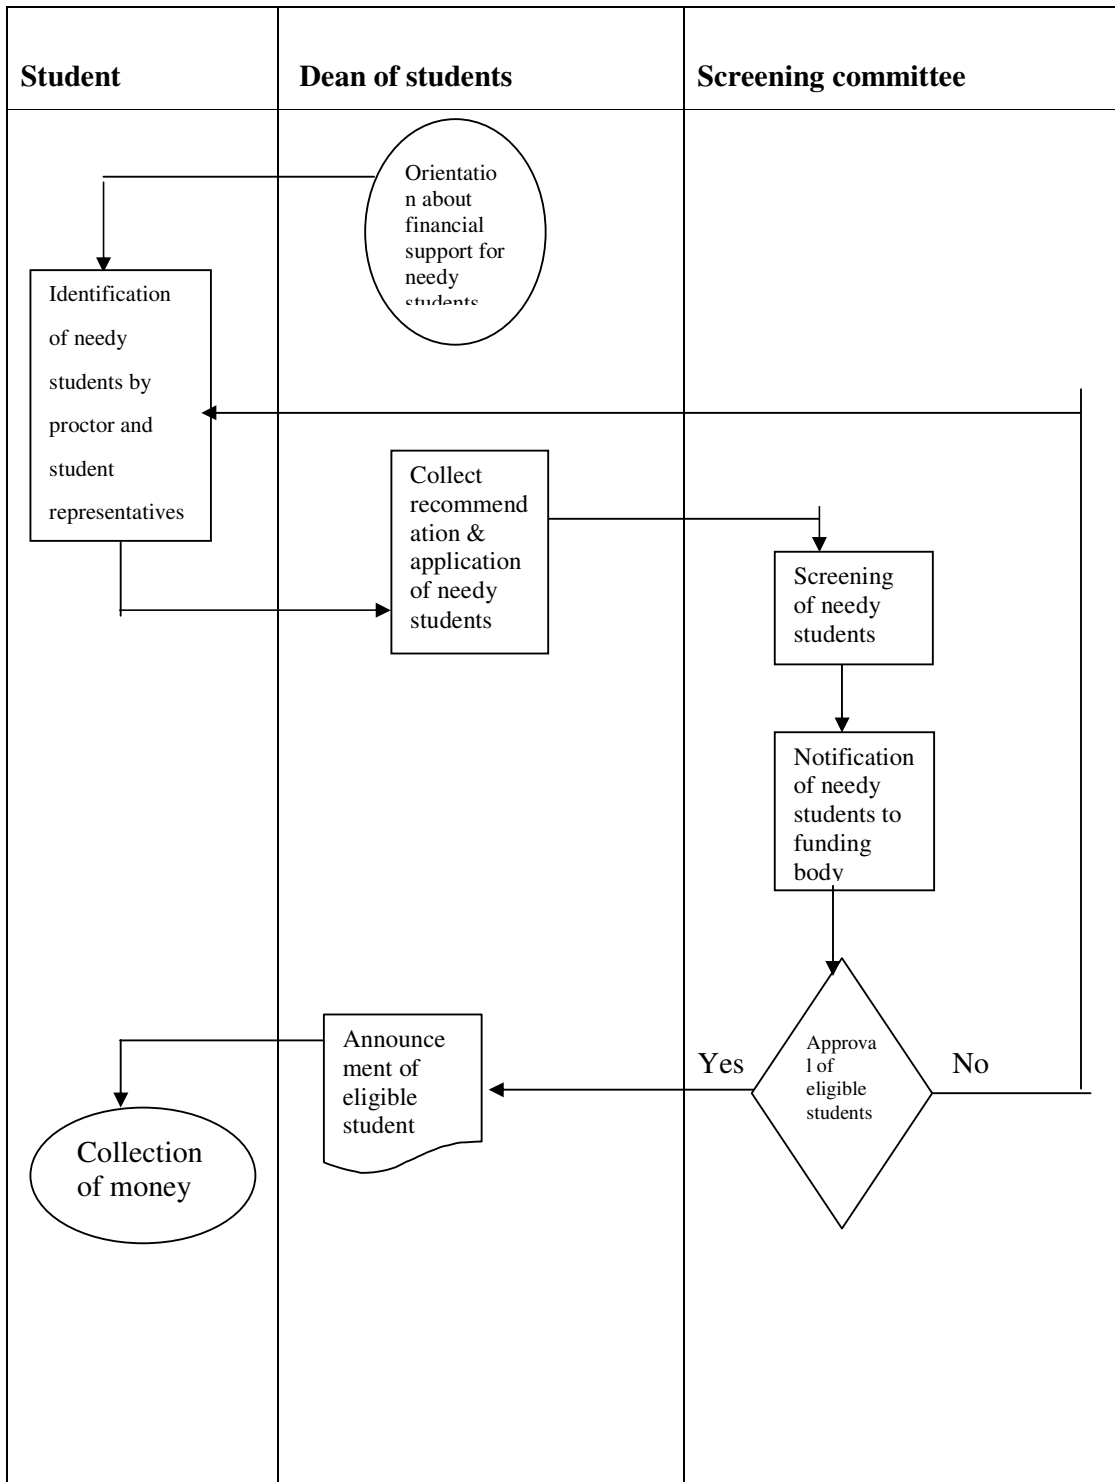 Student
Dean of students
Screening committee
Orientatio
n about
financial
support for
needy
students
Identification
of needy
students by
proctor and
student
representatives
Collect
recommend
ation &
application
of needy
students
Screening
of needy
students
Notification
of needy
students to
funding
body
Approva
l of
eligible
students
Yes
No
Announce
ment of
eligible
student
Collection
of money